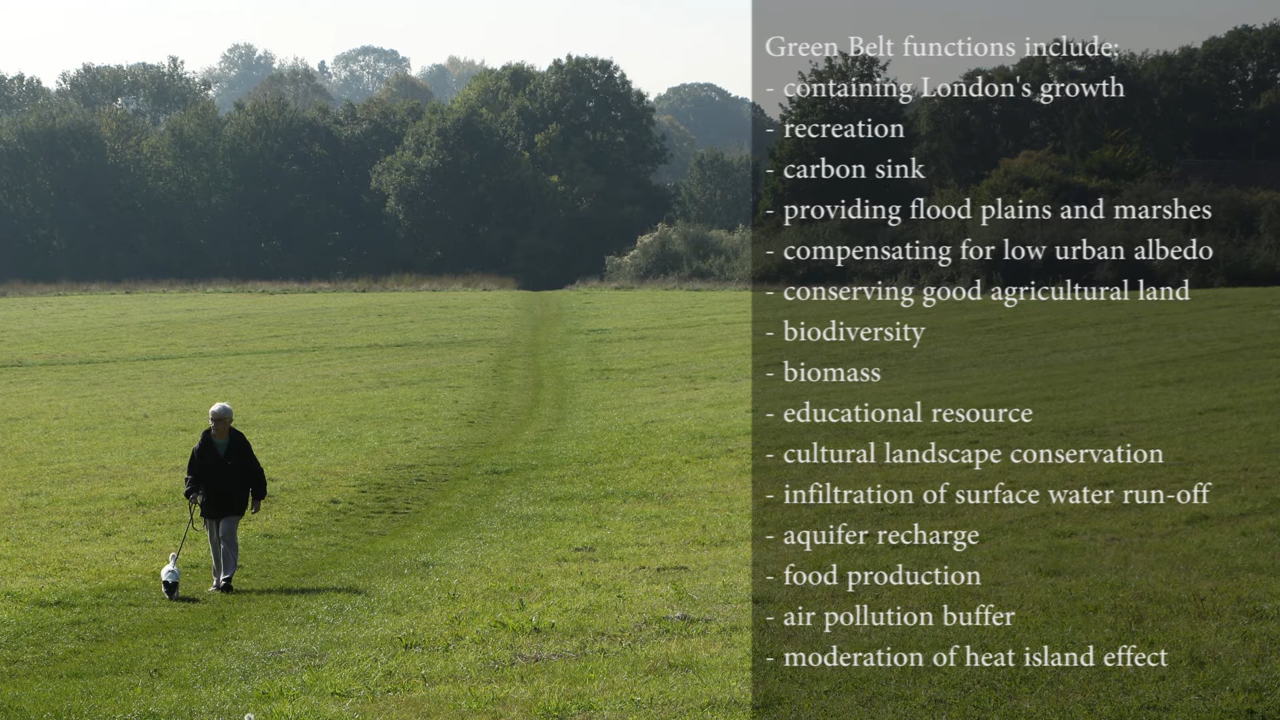 Green Belt functions include:
- containing London's growth
- recreation
- carbon sink
- providing flood plains and marshes
- compensating for low urban albedo
- conserving good agricultural land
- biodiversity
- biomass
- educational resource
- cultural landscape conservation
- infiltration of surface water run-off
- aquifer recharge
- food production
- air pollution buffer
- moderation of heat island effect